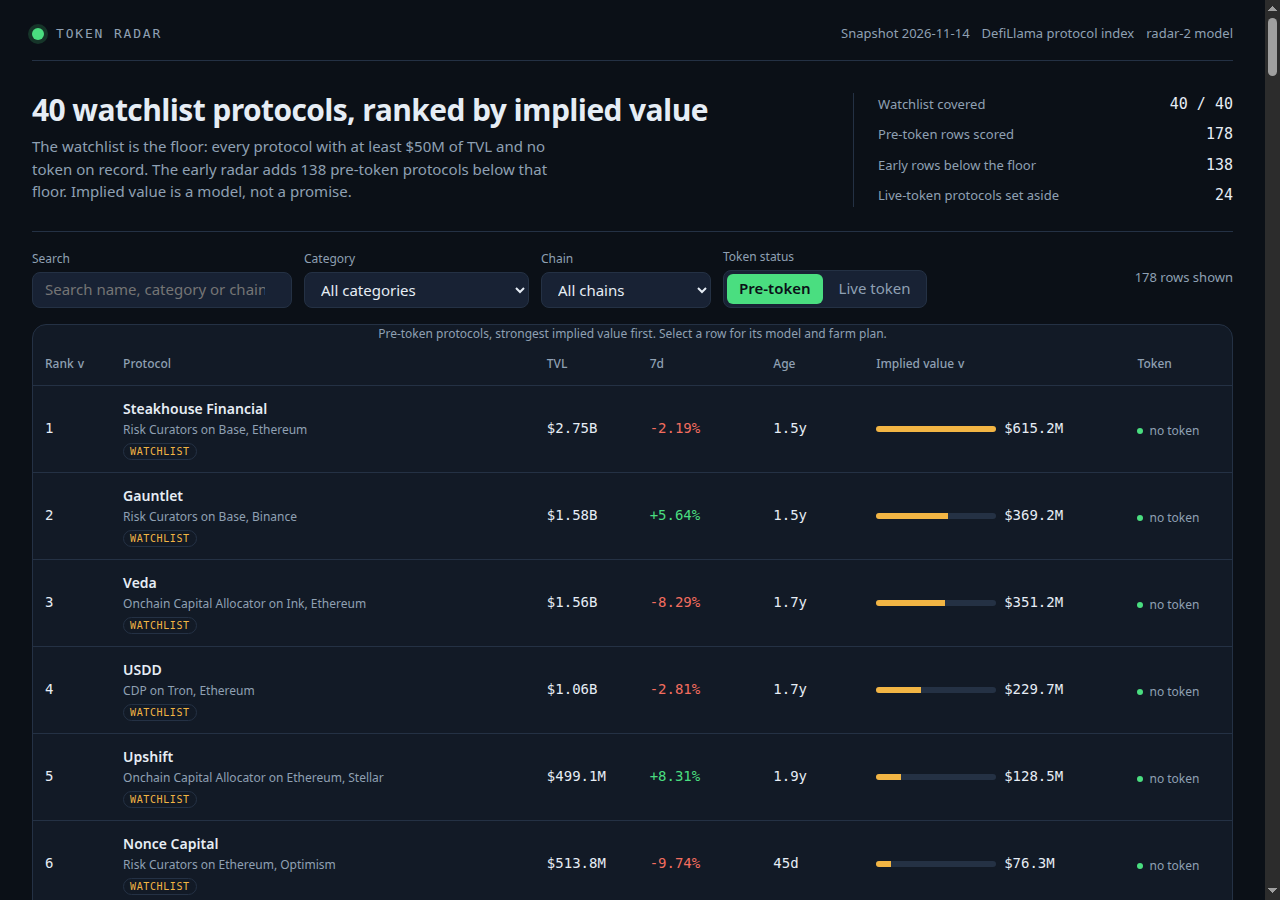 TOKEN RADAR
Snapshot 2026-11-14 DefiLlama protocol index radar-2 model
40 watchlist protocols, ranked by implied value
The watchlist is the floor: every protocol with at least $50M of TVL and no
token on record. The early radar adds 138 pre-token protocols below that
floor. Implied value is a model, not a promise.
Watchlist covered 40 / 40
Pre-token rows scored 178
Early rows below the floor 138
Live-token protocols set aside 24
Search Category Chain Token status
Search name, category or chain All categories All chains Pre-token Live token
178 rows shown
Pre-token protocols, strongest implied value first. Select a row for its model and farm plan.
Rank v Protocol TVL 7d Age Implied value v Token
Steakhouse Financial
1 Risk Curators on Base, Ethereum $2.75B -2.19% 1.5y $615.2M no token
WATCHLIST
Gauntlet
2 Risk Curators on Base, Binance $1.58B +5.64% 1.5y $369.2M no token
WATCHLIST
Veda
3 Onchain Capital Allocator on Ink, Ethereum $1.56B -8.29% 1.7y $351.2M no token
WATCHLIST
USDD
4 CDP on Tron, Ethereum $1.06B -2.81% 1.7y $229.7M no token
WATCHLIST
Upshift
5 Onchain Capital Allocator on Ethereum, Stellar $499.1M +8.31% 1.9y $128.5M no token
WATCHLIST
Nonce Capital
6 Risk Curators on Ethereum, Optimism $513.8M -9.74% 45d $76.3M no token
WATCHLIST